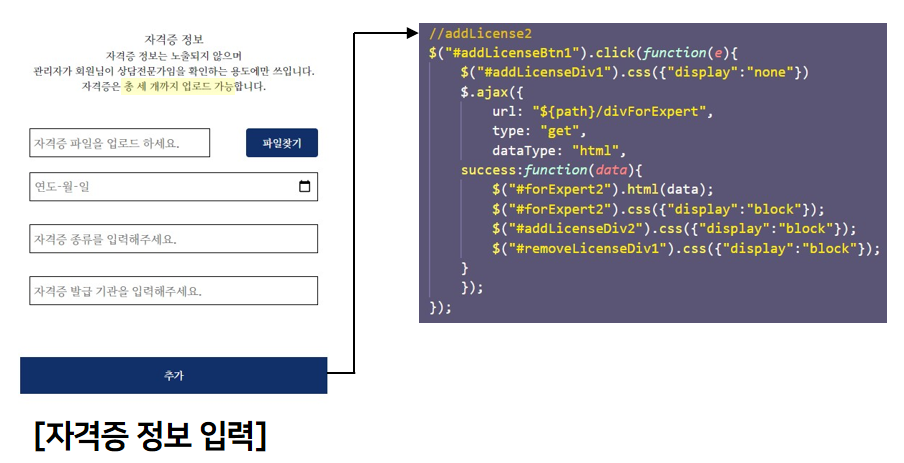 자격증 정보
자격증 정보는 노출되지 않으며
관리자가 회원님이 상담전문가임을 확인하는 용도에만 쓰입니다.
자격증은 총 세 개까지 업로드 가능합니다.
자격증 파일을 업로드 하세요.
파일찾기
연도-월-일
자격증 종류를 입력해주세요.
자격증 발급 기관을 입력해주세요.
추가
[자격증 정보 입력]
//addLicense2
$("#addLicenseBtn1").click(function(e){
$("#addLicenseDiv1").css({"display":"none"})
$.ajax({
url: "${path}/divForExpert",
type: "get",
dataType: "html",
success:function(data){
$("#forExpert2").html(data);
$("#forExpert2").css({"display":"block"});
$("#addLicenseDiv2").css({"display":"block"});
$("#removeLicenseDiv1").css({"display":"block"});
}
});
});